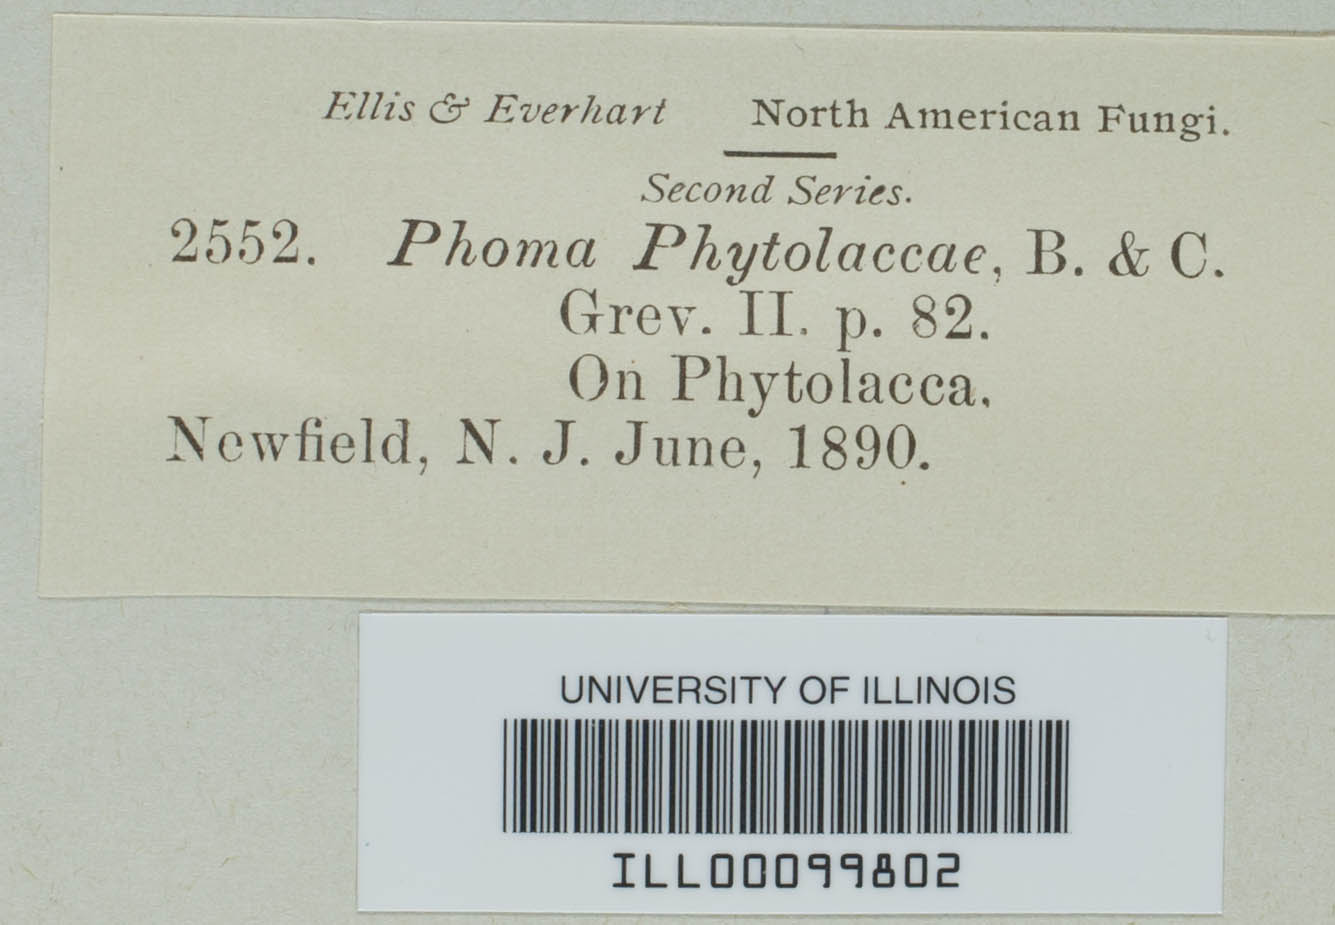 Ellis & Everhart North American Fungi.
Second Series.
2552. Phoma Phytolaccae, B. & C.
Grev. II. p. 82.
On Phytolacca.
Newfield, N. J. June, 1890.
UNIVERSITY OF ILLINOIS
ILL00099802